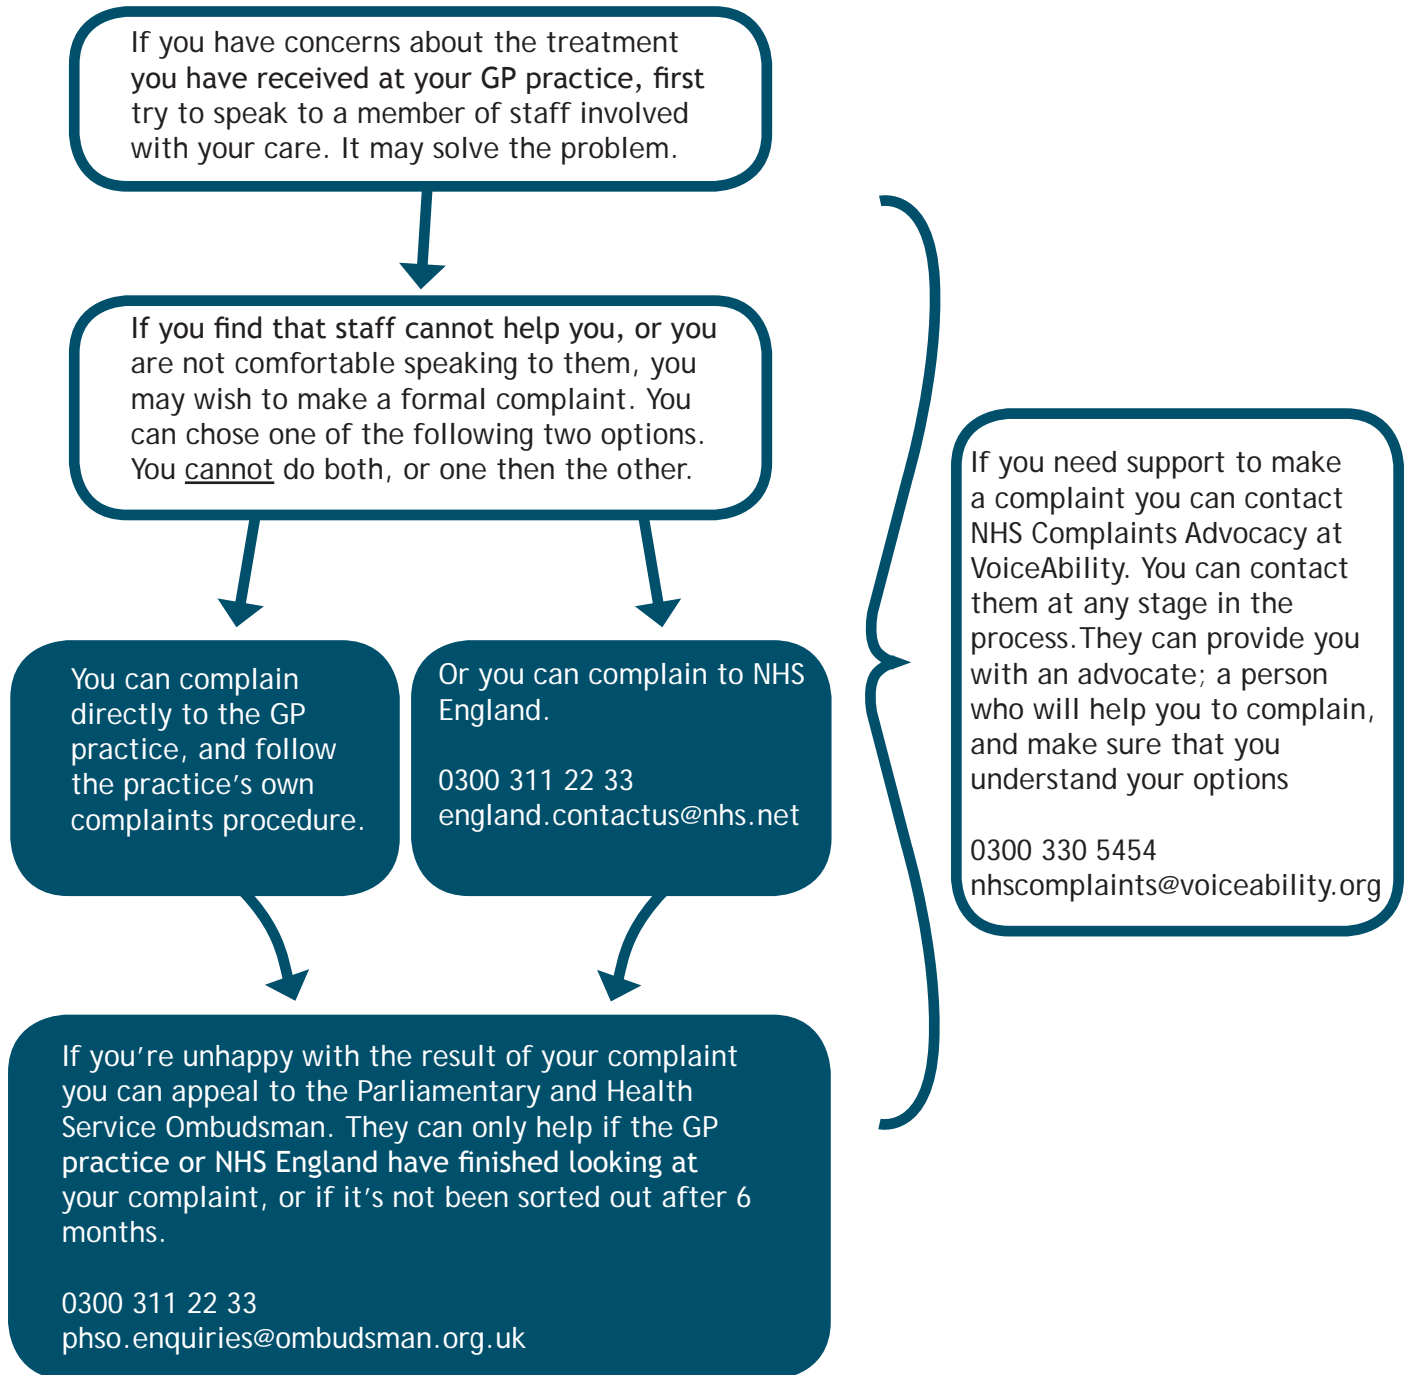 If you have concerns about the treatment
you have received at your GP practice, first
try to speak to a member of staff involved
with your care. It may solve the problem.
If you find that staff cannot help you, or you
are not comfortable speaking to them, you
may wish to make a formal complaint. You
can chose one of the following two options.
You cannot do both, or one then the other.
You can complain
directly to the GP
practice, and follow
the practice's own
complaints procedure.
Or you can complain to NHS
England.
0300 311 22 33
england.contactus@nhs.net
If you're unhappy with the result of your complaint
you can appeal to the Parliamentary and Health
Service Ombudsman. They can only help if the GP
practice or NHS England have finished looking at
your complaint, or if it's not been sorted out after 6
months.
0300 311 22 33
phso.enquiries@ombudsman.org.uk
If you need support to make
a complaint you can contact
NHS Complaints Advocacy at
VoiceAbility. You can contact
them at any stage in the
process.They can provide you
with an advocate; a person
who will help you to complain,
and make sure that you
understand your options
0300 330 5454
nhscomplaints@voiceability.org